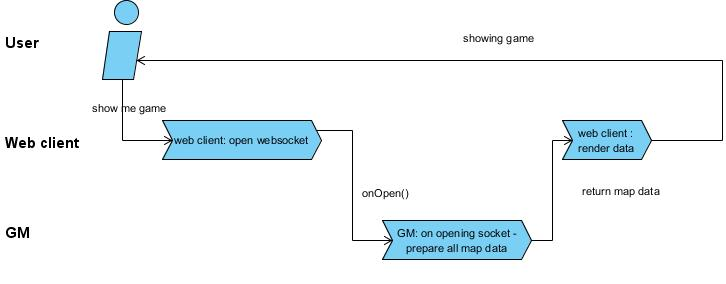 User
showing game
show me game
Web client
web client: open websocket
web client :
render data
onOpen()
return map data
GM
GM: on opening socket -
prepare all map data